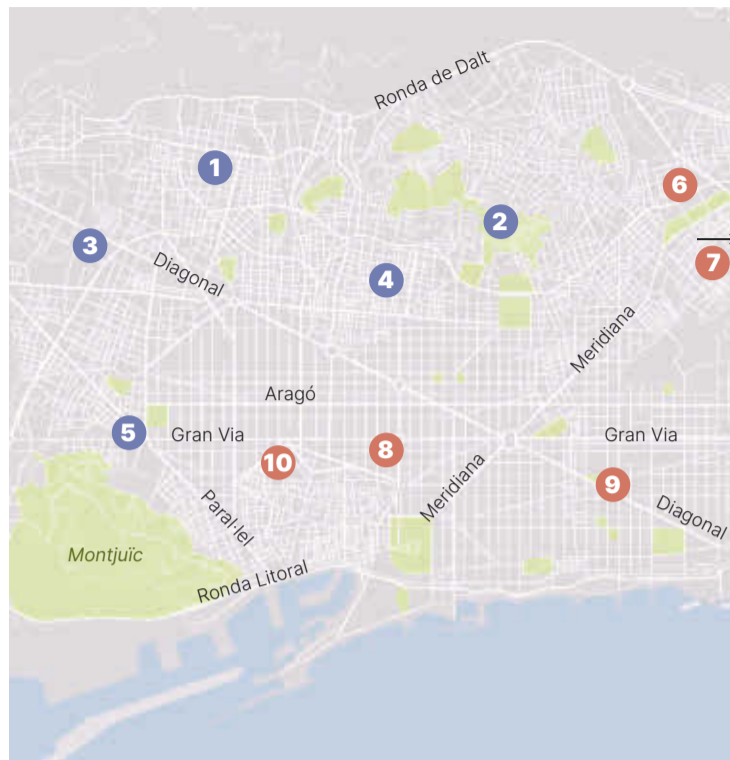 Ronda de Dalt
1
6
2
3
7
Diagonal
4
Meridiana
Aragó
5
Gran Via
8
Gran Via
10
Meridiana
9
Paral·lel
Diagonal
Montjuïc
Ronda Litoral